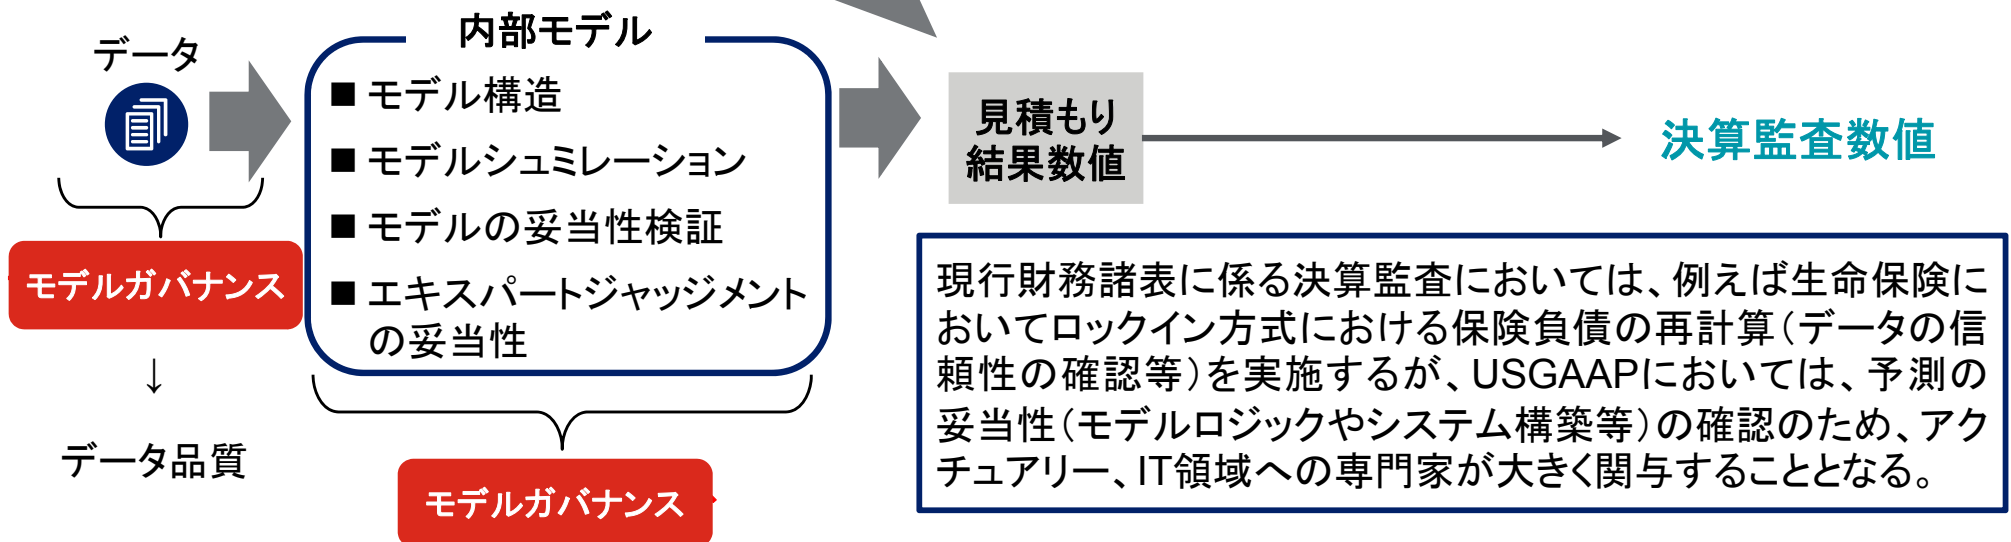 データ
内部モデル
■ モデル構造
■ モデルシュミレーション
■ モデルの妥当性検証
■ エキスパートジャッジメント
の妥当性
モデルガバナンス
↓
データ品質
モデルガバナンス
見積もり
結果数値
決算監査数値
現行財務諸表に係る決算監査においては、例えば生命保険に
おいてロックイン方式における保険負債の再計算（データの信
頼性の確認等）を実施するが、USGAAPにおいては、予測の
妥当性（モデルロジックやシステム構築等）の確認のため、アク
チュアリー、IT領域への専門家が大きく関与することとなる。